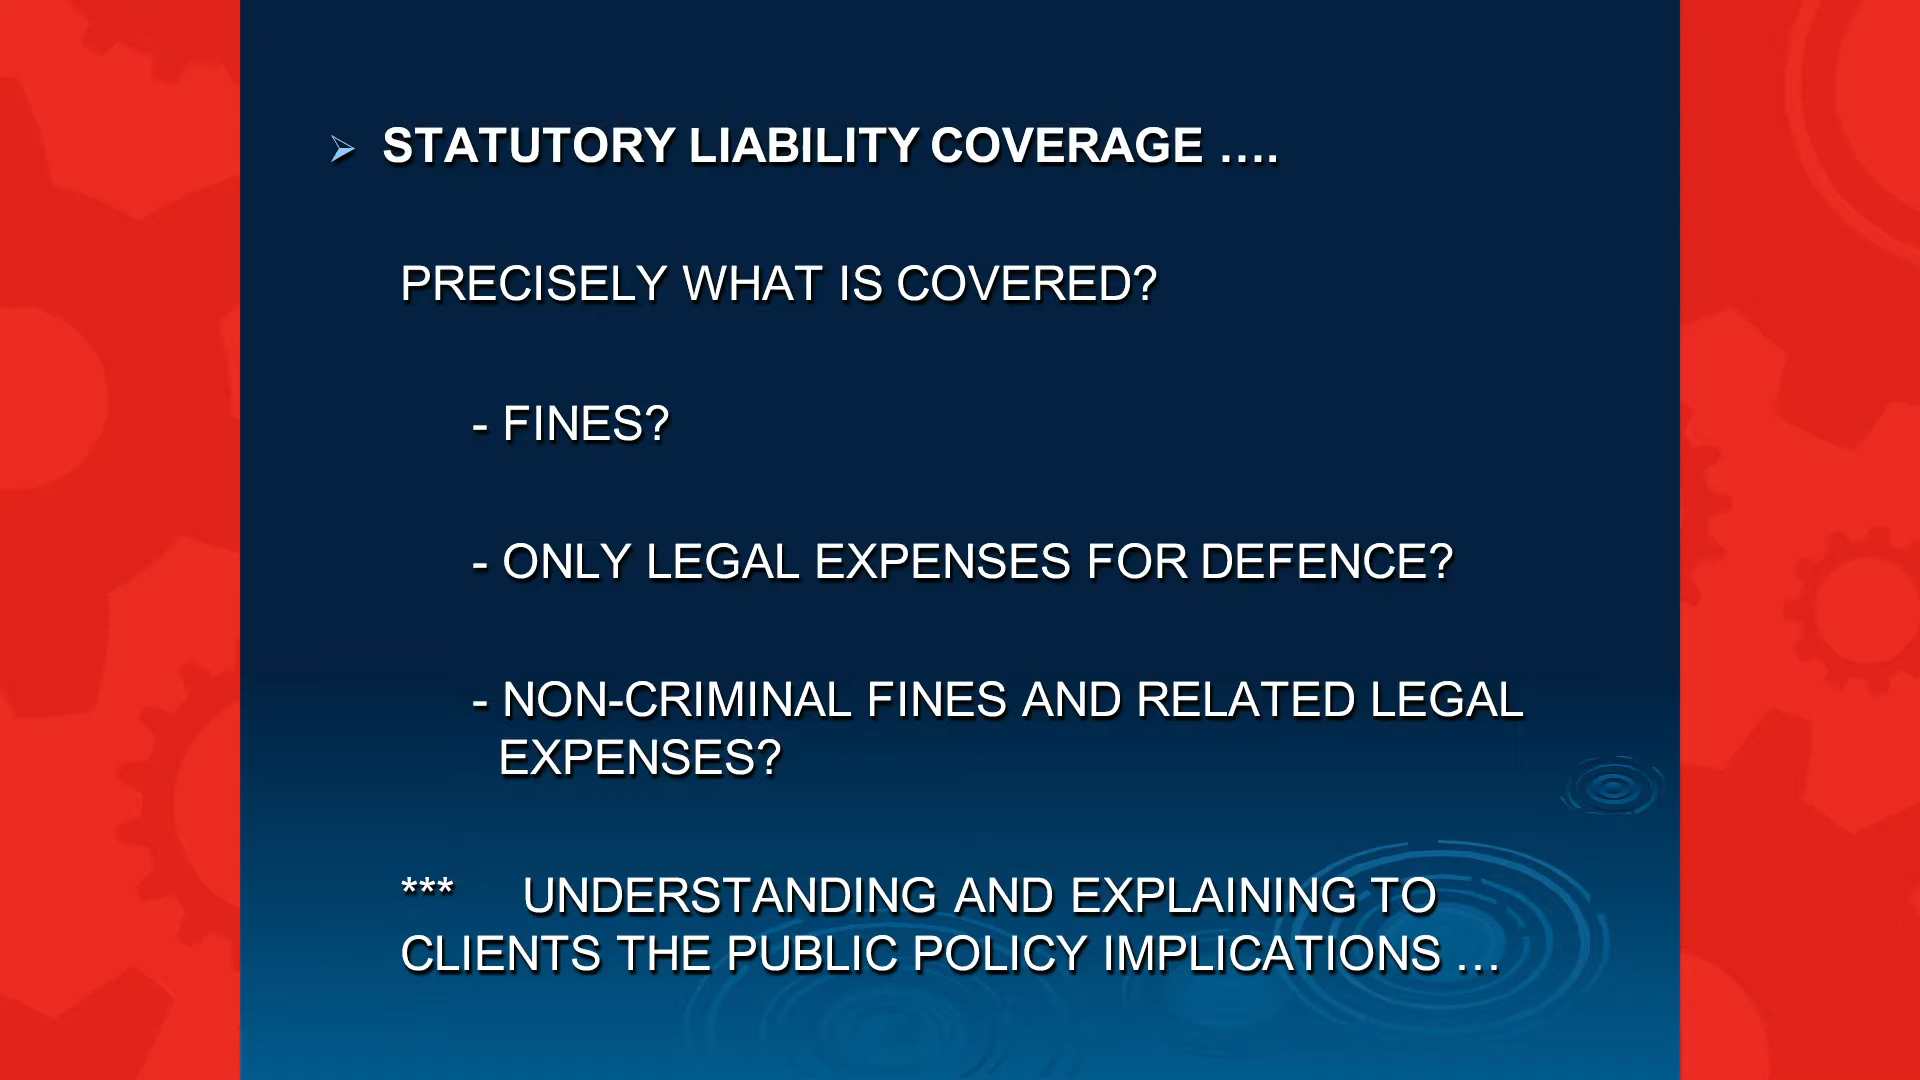 STATUTORY LIABILITY COVERAGE ....
PRECISELY WHAT IS COVERED?
- FINES?
- ONLY LEGAL EXPENSES FOR DEFENCE?
- NON-CRIMINAL FINES AND RELATED LEGAL
EXPENSES?
*** UNDERSTANDING AND EXPLAINING TO
CLIENTS THE PUBLIC POLICY IMPLICATIONS …